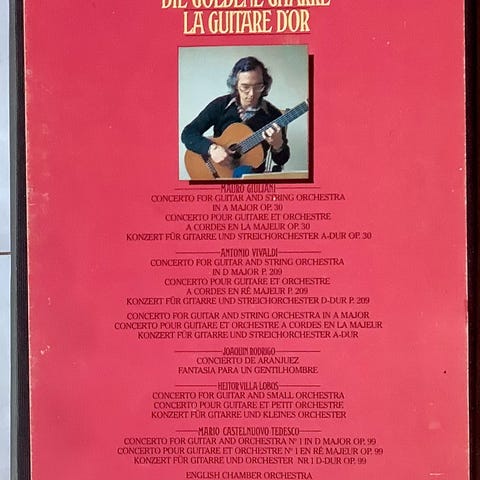 DIE GOLDENE GITARRE
LA GUITARE D'OR
MAURO GIULIANI
CONCERTO FOR GUITAR AND STRING ORCHESTRA
IN A MAJOR OP. 30
CONCERTO POUR GUITARE ET ORCHESTRE
A CORDES EN LA MAJEUR OP. 30
KONZERT FÜR GITARRE UND STREICHORCHESTER A-DUR OP. 30
ANTONIO VIVALDI
CONCERTO FOR GUITAR AND STRING ORCHESTRA
IN D MAJOR P. 209
CONCERTO POUR GUITARE ET ORCHESTRE
A CORDES EN RÉ MAJEUR P. 209
KONZERT FÜR GITARRE UND STREICHORCHESTER D-DUR P. 209
CONCERTO FOR GUITAR AND STRING ORCHESTRA IN A MAJOR
CONCERTO POUR GUITARE ET ORCHESTRE A CORDES EN LA MAJEUR
KONZERT FÜR GITARRE UND STREICHORCHESTER A-DUR
JOAQUIN RODRIGO
CONCIERTO DE ARANJUEZ
FANTASIA PARA UN GENTILHOMBRE
HEITOR VILLA LOBOS
CONCERTO FOR GUITAR AND SMALL ORCHESTRA
CONCERTO POUR GUITARE ET PETIT ORCHESTRE
KONZERT FÜR GITARRE UND KLEINES ORCHESTER
MARIO CASTELNUOVO TEDESCO
CONCERTO FOR GUITAR AND ORCHESTRA N° 1 IN D MAJOR OP. 99
CONCERTO POUR GUITARE ET ORCHESTRE N° 1 EN RÉ MAJEUR OP. 99
KONZERT FÜR GITARRE UND ORCHESTER NR 1 D-DUR OP. 99
ENGLISH CHAMBER ORCHESTRA